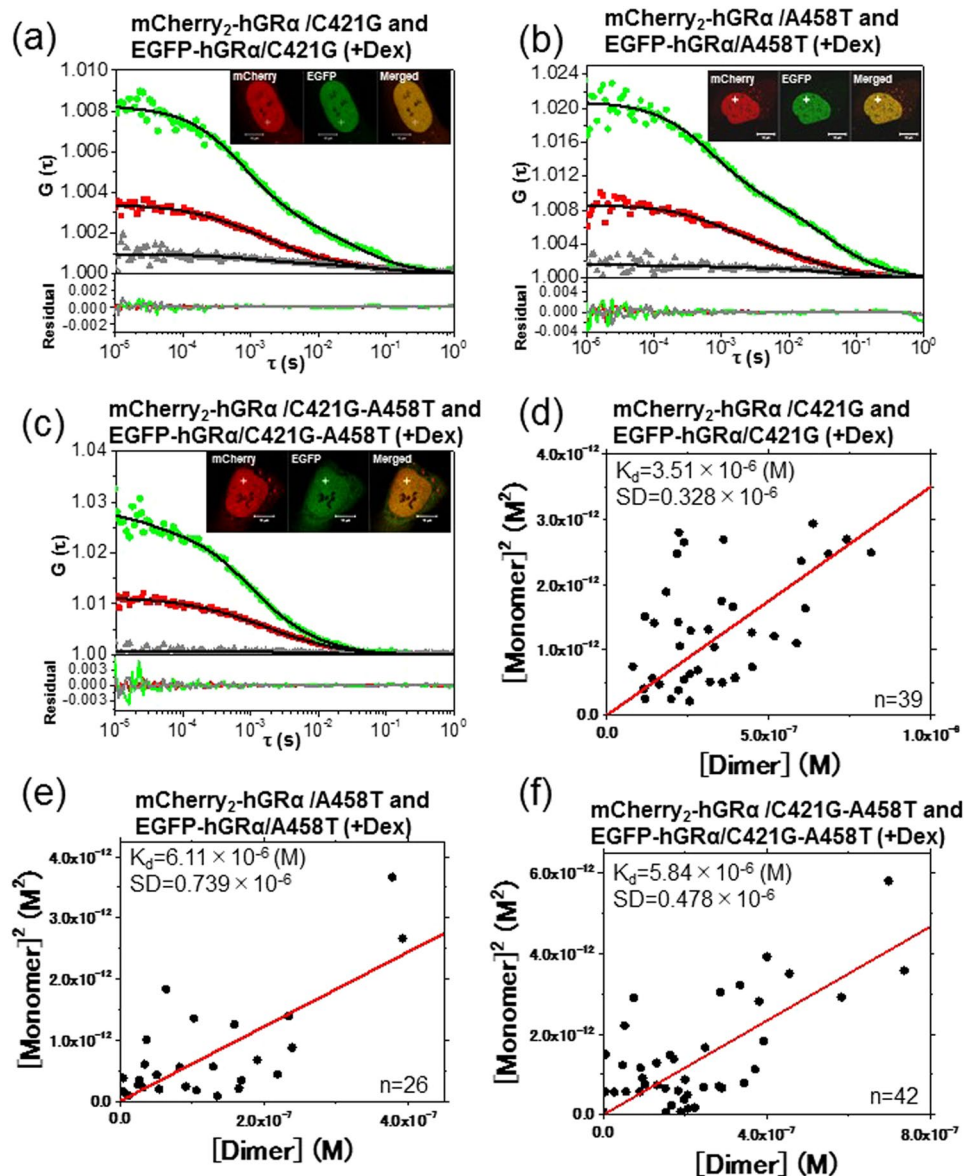 (a)
mCherry₂-hGRα /C421G and
EGFP-hGRα/C421G (+Dex)
1.010
1.008
1.006
1.004
1.002
1.000
G (τ)
mCherry EGFP Merged
0.002
0.000
-0.002
Residual
10⁻⁵ 10⁻⁴ 10⁻³ 10⁻² 10⁻¹ 10⁰
τ (s)
(b)
mCherry₂-hGRα /A458T and
EGFP-hGRα/A458T (+Dex)
1.024
1.020
1.016
1.012
1.008
1.004
1.000
G (τ)
mCherry EGFP Merged
0.004
0.000
-0.004
Residual
10⁻⁵ 10⁻⁴ 10⁻³ 10⁻² 10⁻¹ 10⁰
τ (s)
(c)
mCherry₂-hGRα /C421G-A458T and
EGFP-hGRα/C421G-A458T (+Dex)
1.04
1.03
1.02
1.01
1.00
G (τ)
mCherry EGFP Merged
0.003
0.000
-0.003
Residual
10⁻⁵ 10⁻⁴ 10⁻³ 10⁻² 10⁻¹ 10⁰
τ (s)
(d)
mCherry₂-hGRα /C421G and
EGFP-hGRα/C421G (+Dex)
4.0x10⁻¹²
3.0x10⁻¹²
2.0x10⁻¹²
1.0x10⁻¹²
0.0
[Monomer]² (M²)
K_d=3.51 × 10⁻⁶ (M)
SD=0.328 × 10⁻⁶
n=39
0.0 5.0x10⁻⁷ 1.0x10⁻⁶
[Dimer] (M)
(e)
mCherry₂-hGRα /A458T and
EGFP-hGRα/A458T (+Dex)
4.0x10⁻¹²
3.0x10⁻¹²
2.0x10⁻¹²
1.0x10⁻¹²
0.0
[Monomer]² (M²)
K_d=6.11 × 10⁻⁶ (M)
SD=0.739 × 10⁻⁶
n=26
0.0 2.0x10⁻⁷ 4.0x10⁻⁷
[Dimer] (M)
(f)
mCherry₂-hGRα /C421G-A458T and
EGFP-hGRα/C421G-A458T (+Dex)
6.0x10⁻¹²
4.0x10⁻¹²
2.0x10⁻¹²
0.0
[Monomer]² (M²)
K_d=5.84 × 10⁻⁶ (M)
SD=0.478 × 10⁻⁶
n=42
0.0 4.0x10⁻⁷ 8.0x10⁻⁷
[Dimer] (M)